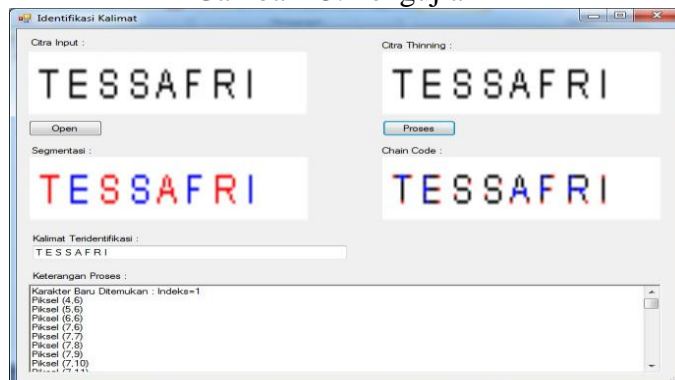 Identifikasi Kalimat
Citra Input :
Citra Thinning :
TESSAFRI
TESSAFRI
Open
Proses
Segmentasi :
Chain Code :
TESSAFRI
TESSAFRI
Kalimat Teridentifikasi :
TESSAFRI
Keterangan Proses :
Karakter Baru Ditemukan : Indeks=1
Piksel (4,6)
Piksel (5,6)
Piksel (6,6)
Piksel (7,6)
Piksel (7,7)
Piksel (7,8)
Piksel (7,9)
Piksel (7,10)